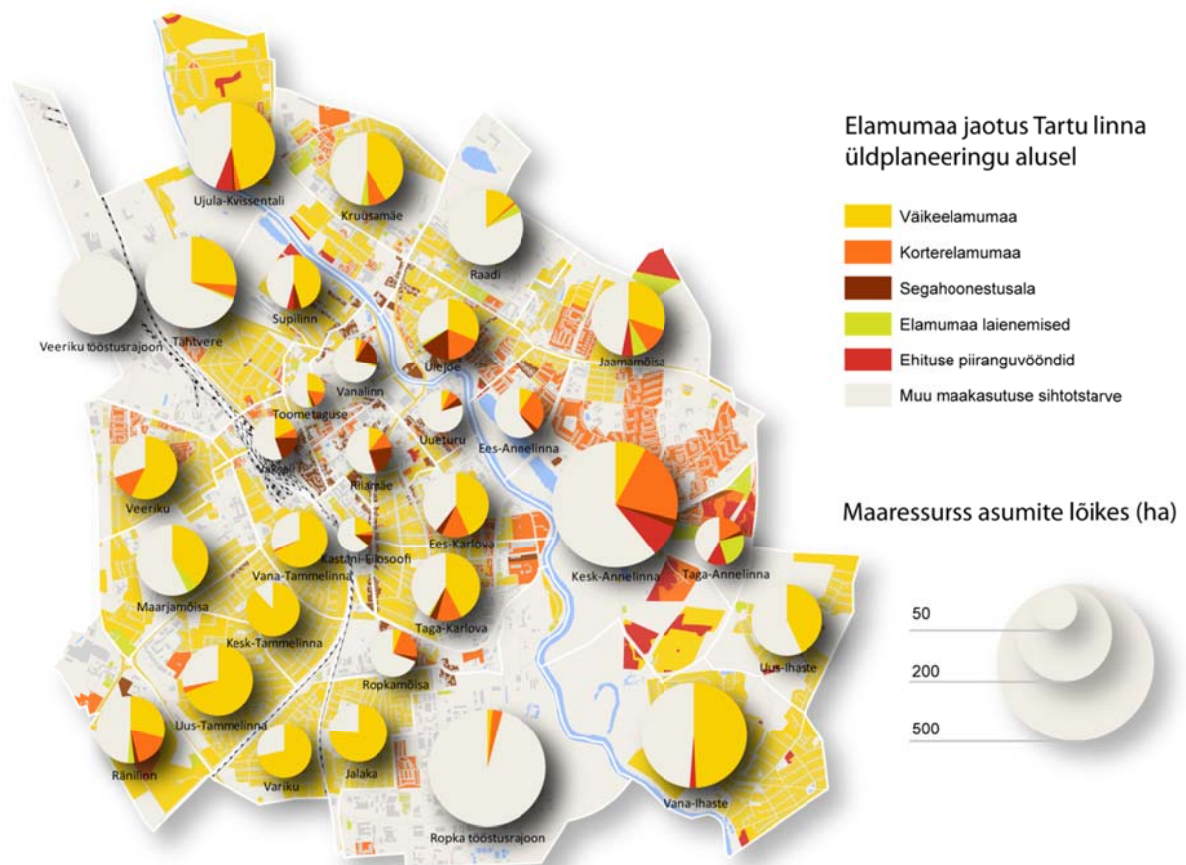 Elamumaa jaotus Tartu linna
üldplaneeringu alusel
Väikeelamumaa
Korterelamumaa
Segahoonestusala
Elamumaa laienemised
Ehituse piiranguvööndid
Muu maakasutuse sihtotstarve
Maaressurss asumite lõikes (ha)
50
200
500
Ujula-Kvissentali
Kruusamäe
Raadi
Veeriku tööstusrajoon
Tähtvere
Supilinn
Ülejõe
Jaamamõisa
Vanalinn
Toometaguse
Uueturu
Ees-Annelinna
Vaksali
Riiamäe
Veeriku
Ees-Karlova
Kastani-Filosoofi
Vana-Tammelinna
Kesk-Annelinna
Taga-Annelinna
Maarjamõisa
Kesk-Tammelinna
Taga-Karlova
Uus-Ihaste
Ropkamõisa
Uus-Tammelinna
Ränilinn
Variku
Jalaka
Vana-Ihaste
Ropka tööstusrajoon